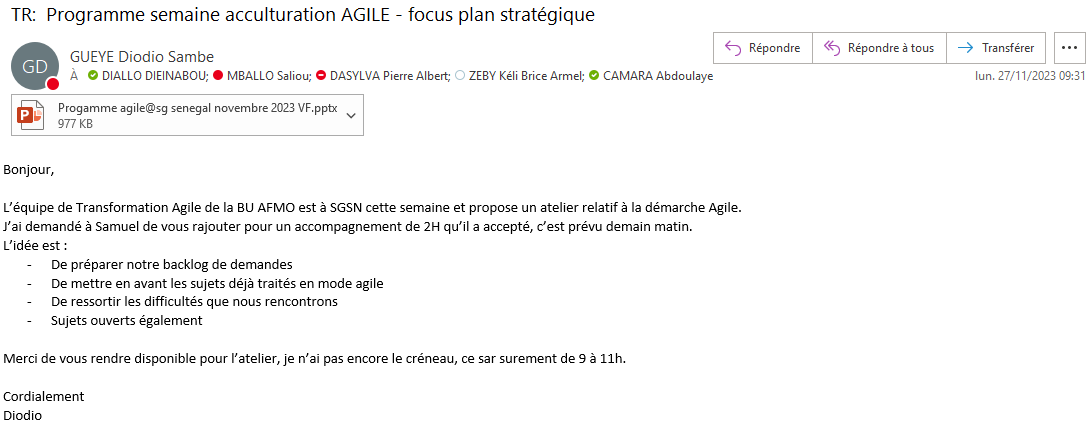 TR:  Programme semaine acculturation AGILE - focus plan stratégique
GD
GUEYE Diodio Sambe
À DIALLO DIEINABOU; MBALLO Saliou; DASYLVA Pierre Albert; ZEBY Kéli Brice Armel; CAMARA Abdoulaye
Répondre
Répondre à tous
Transférer
...
lun. 27/11/2023 09:31
Progamme agile@sg senegal novembre 2023 VF.pptx
977 KB
Bonjour,
L’équipe de Transformation Agile de la BU AFMO est à SGSN cette semaine et propose un atelier relatif à la démarche Agile.
J’ai demandé à Samuel de vous rajouter pour un accompagnement de 2H qu’il a accepté, c’est prévu demain matin.
L’idée est :
- De préparer notre backlog de demandes
- De mettre en avant les sujets déjà traités en mode agile
- De ressortir les difficultés que nous rencontrons
- Sujets ouverts également
Merci de vous rendre disponible pour l’atelier, je n’ai pas encore le créneau, ce sar surement de 9 à 11h.
Cordialement
Diodio